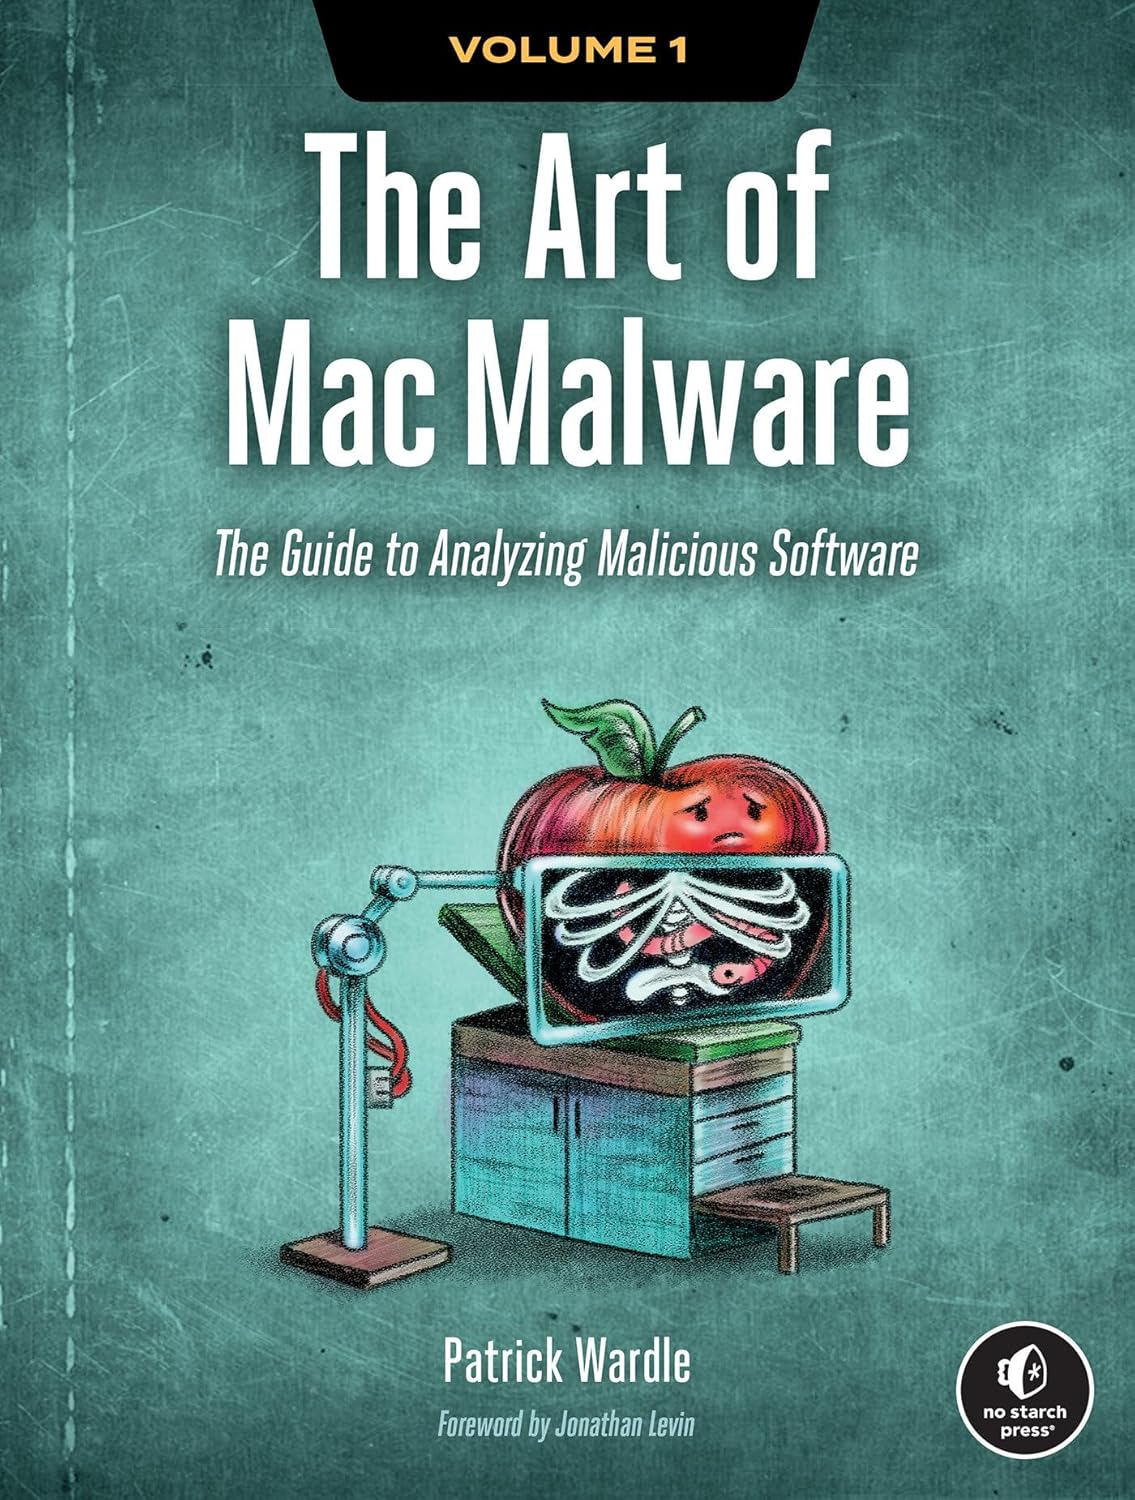 VOLUME 1
The Art of
Mac Malware
The Guide to Analyzing Malicious Software
Patrick Wardle
Foreword by Jonathan Levin
no starch
press®